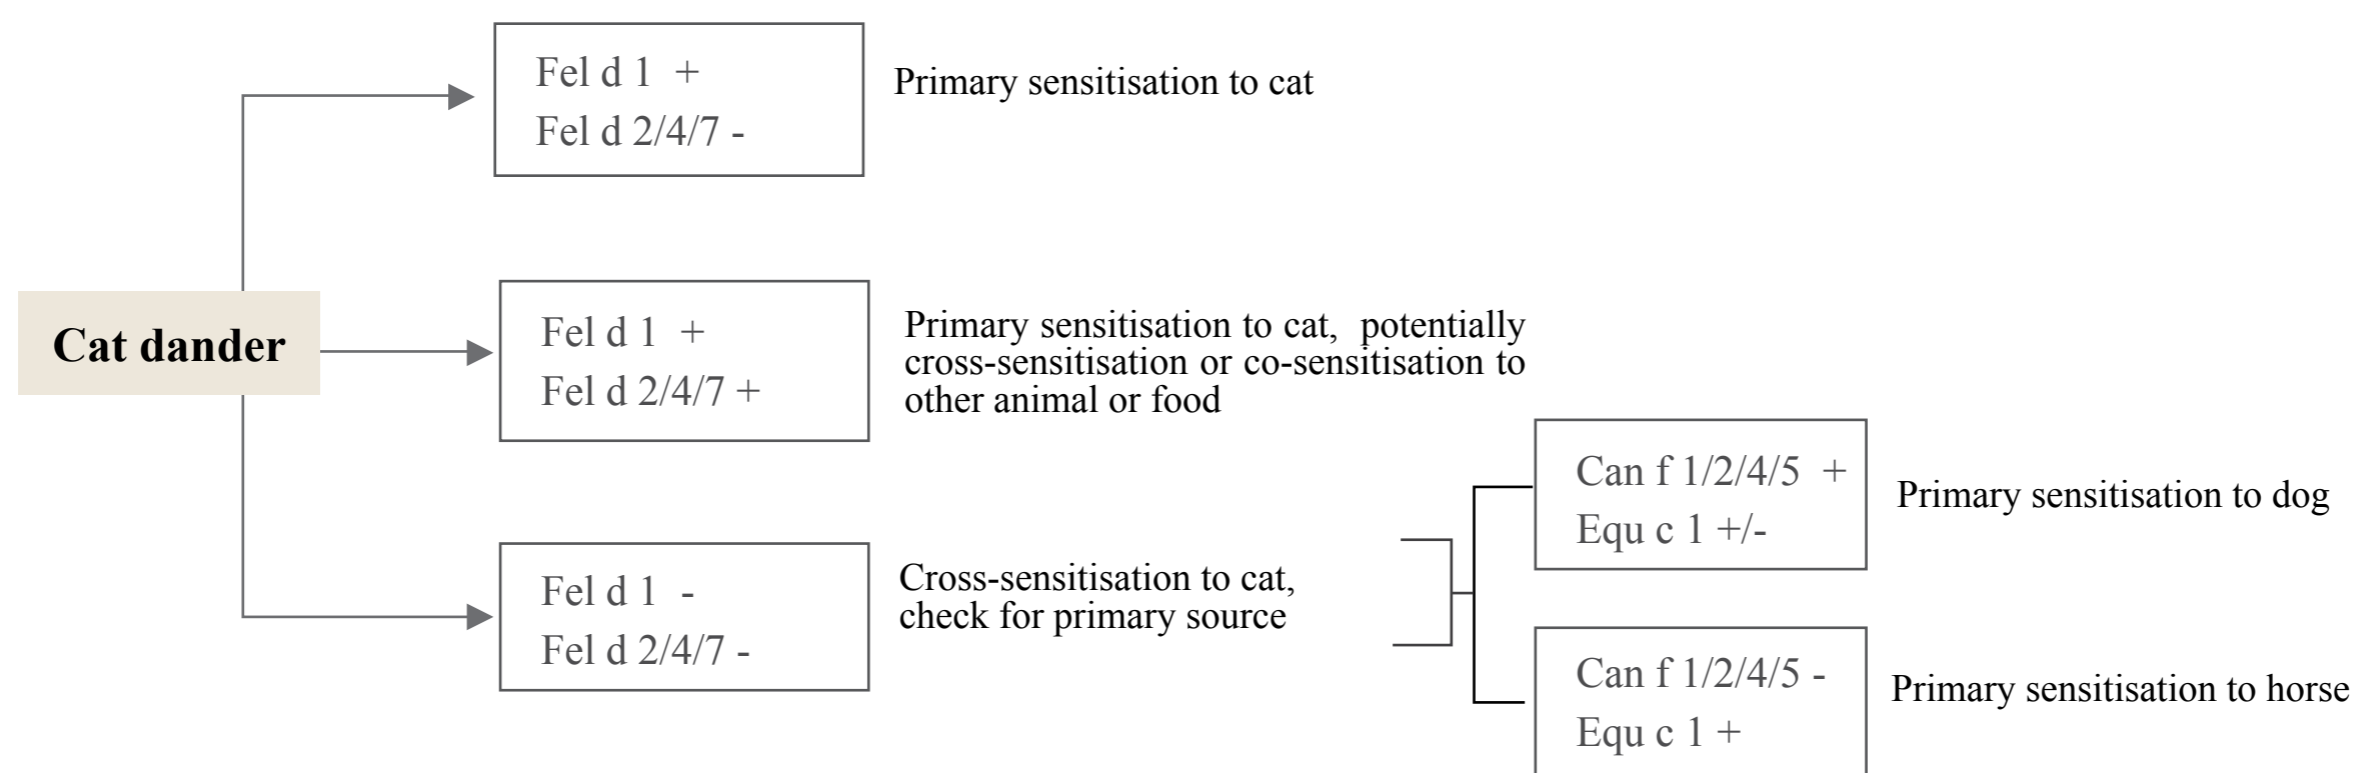 Fel d 1 +
Fel d 2/4/7 -
Primary sensitisation to cat
Cat dander
Fel d 1 +
Fel d 2/4/7 +
Primary sensitisation to cat, potentially
cross-sensitisation or co-sensitisation to
other animal or food
Fel d 1 -
Fel d 2/4/7 -
Cross-sensitisation to cat,
check for primary source
Can f 1/2/4/5 +
Equ c 1 +/-
Primary sensitisation to dog
Can f 1/2/4/5 -
Equ c 1 +
Primary sensitisation to horse